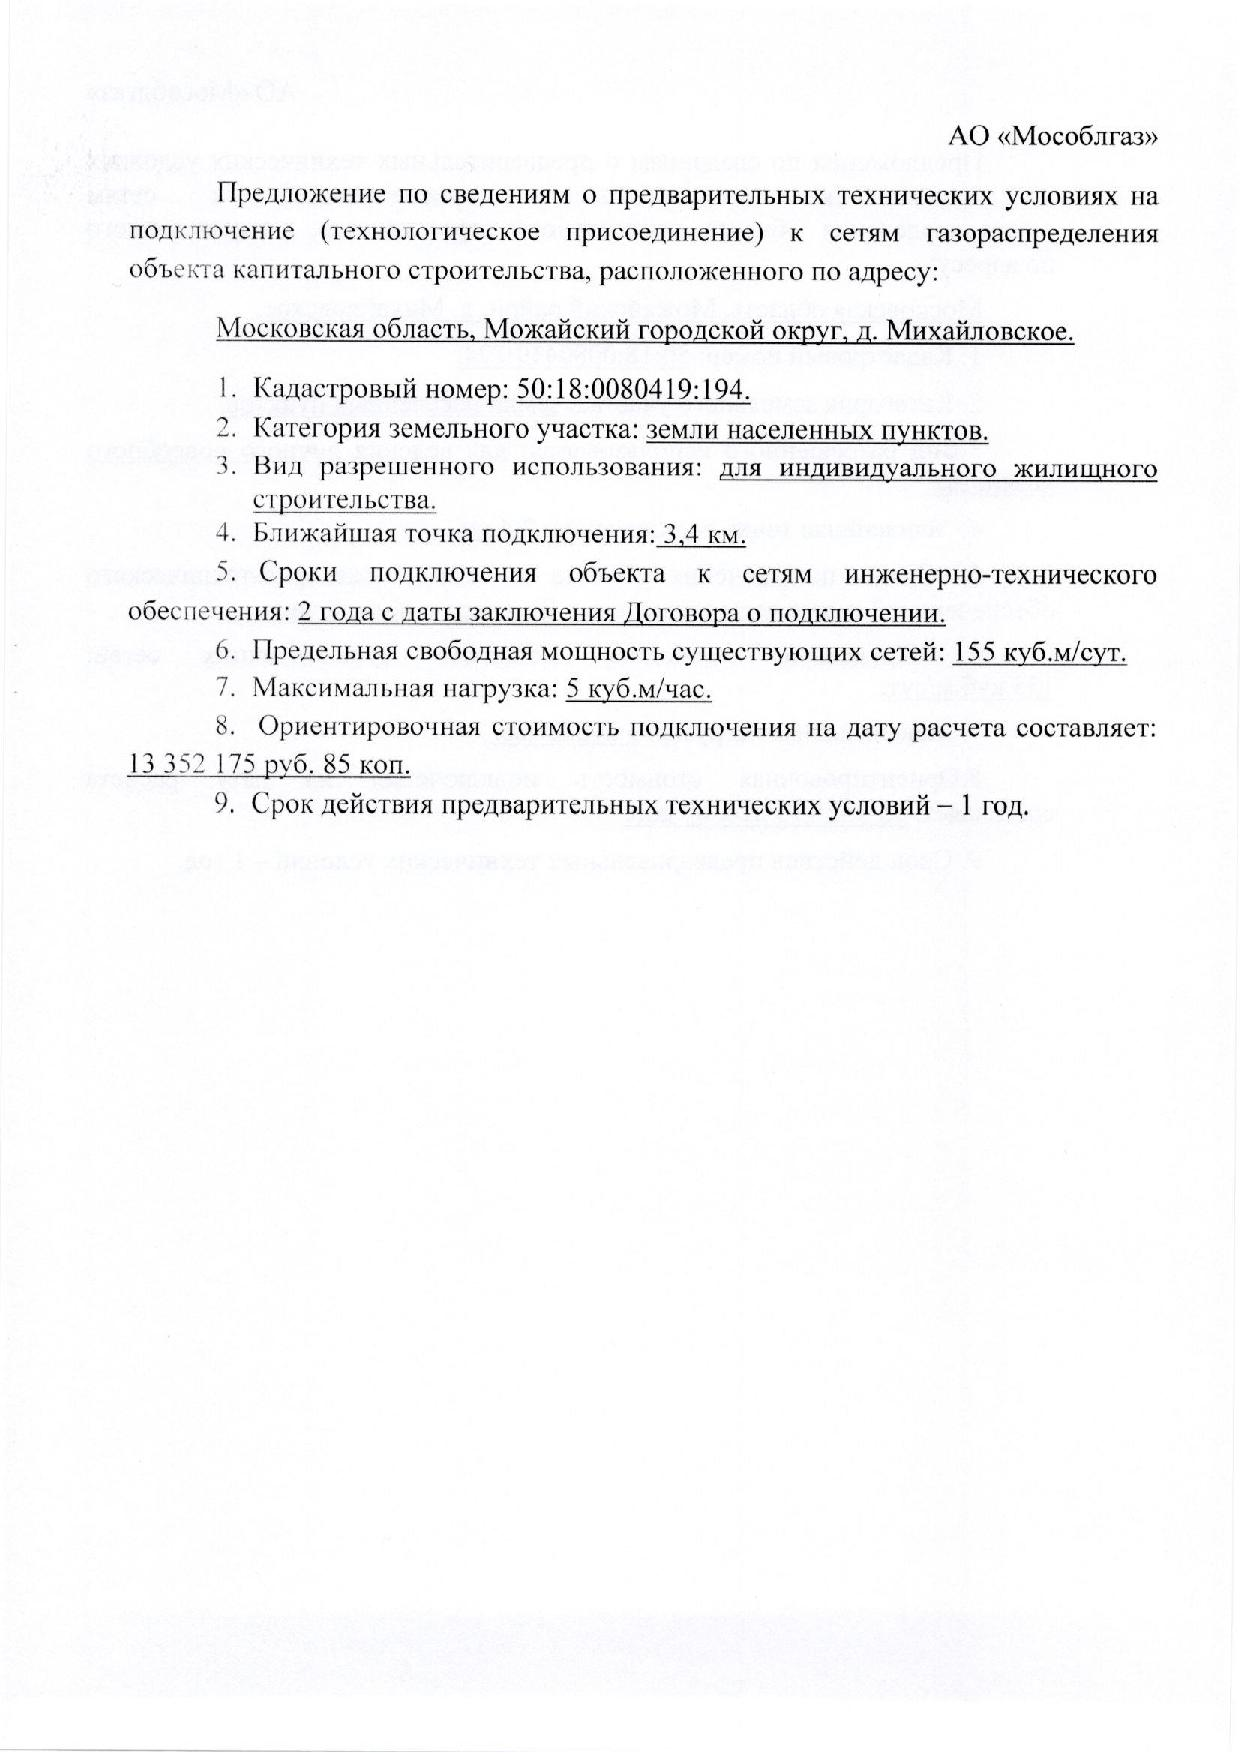 АО «Мособлгаз»
Предложение по сведениям о предварительных технических условиях на
подключение (технологическое присоединение) к сетям газораспределения
объекта капитального строительства, расположенного по адресу:
Московская область, Можайский городской округ, д. Михайловское.
1. Кадастровый номер: 50:18:0080419:194.
2. Категория земельного участка: земли населенных пунктов.
3. Вид разрешенного использования: для индивидуального жилищного
строительства.
4. Ближайшая точка подключения: 3,4 км.
5. Сроки подключения объекта к сетям инженерно-технического
обеспечения: 2 года с даты заключения Договора о подключении.
6. Предельная свободная мощность существующих сетей: 155 куб.м/сут.
7. Максимальная нагрузка: 5 куб.м/час.
8. Ориентировочная стоимость подключения на дату расчета составляет:
13 352 175 руб. 85 коп.
9. Срок действия предварительных технических условий – 1 год.